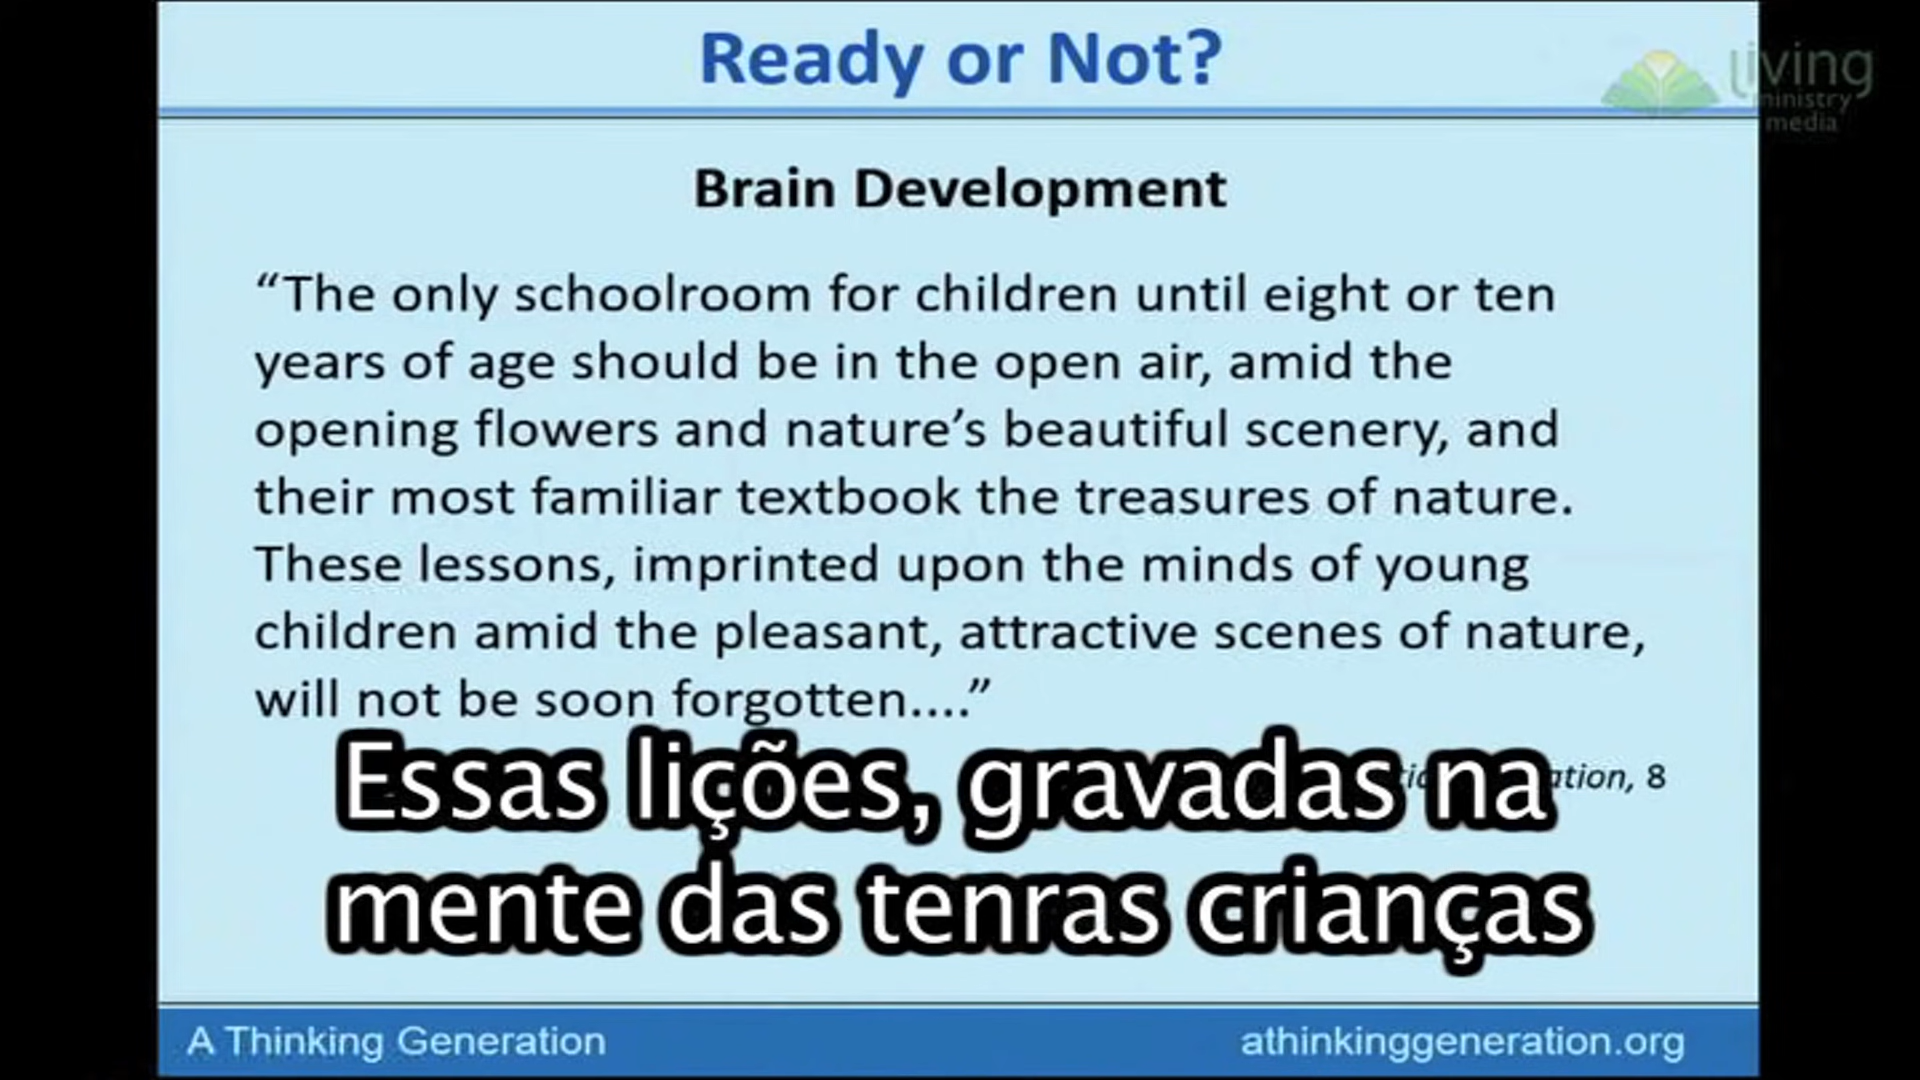 Ready or Not?
living
ministry
media
Brain Development
“The only schoolroom for children until eight or ten
years of age should be in the open air, amid the
opening flowers and nature’s beautiful scenery, and
their most familiar textbook the treasures of nature.
These lessons, imprinted upon the minds of young
children amid the pleasant, attractive scenes of nature,
will not be soon forgotten....”
8
Essas lições, gravadas na
mente das tenras crianças
A Thinking Generation
athinkinggeneration.org